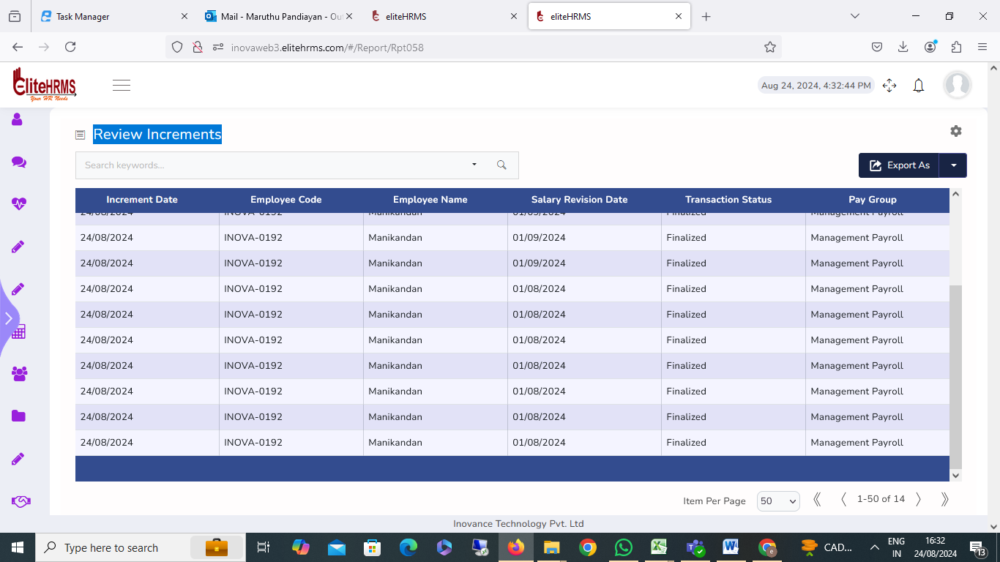 Task Manager
Mail - Maruthu Pandiayan - Ou
eliteHRMS
eliteHRMS
inovaweb3.elitehrms.com/#/Report/Rpt058
EliteHRMS
Your HR Needs
Aug 24, 2024, 4:32:44 PM
Review Increments
Search keywords...
Export As
Increment Date Employee Code Employee Name Salary Revision Date Transaction Status Pay Group
24/08/2024 INOVA-0192 Manikandan 01/09/2024 Finalized Management Payroll
24/08/2024 INOVA-0192 Manikandan 01/09/2024 Finalized Management Payroll
24/08/2024 INOVA-0192 Manikandan 01/09/2024 Finalized Management Payroll
24/08/2024 INOVA-0192 Manikandan 01/08/2024 Finalized Management Payroll
24/08/2024 INOVA-0192 Manikandan 01/08/2024 Finalized Management Payroll
24/08/2024 INOVA-0192 Manikandan 01/08/2024 Finalized Management Payroll
24/08/2024 INOVA-0192 Manikandan 01/08/2024 Finalized Management Payroll
24/08/2024 INOVA-0192 Manikandan 01/08/2024 Finalized Management Payroll
24/08/2024 INOVA-0192 Manikandan 01/08/2024 Finalized Management Payroll
24/08/2024 INOVA-0192 Manikandan 01/08/2024 Finalized Management Payroll
Item Per Page 50 1-50 of 14
Inovance Technology Pvt. Ltd
Type here to search
CAD...
ENG
IN
16:32
24/08/2024
13